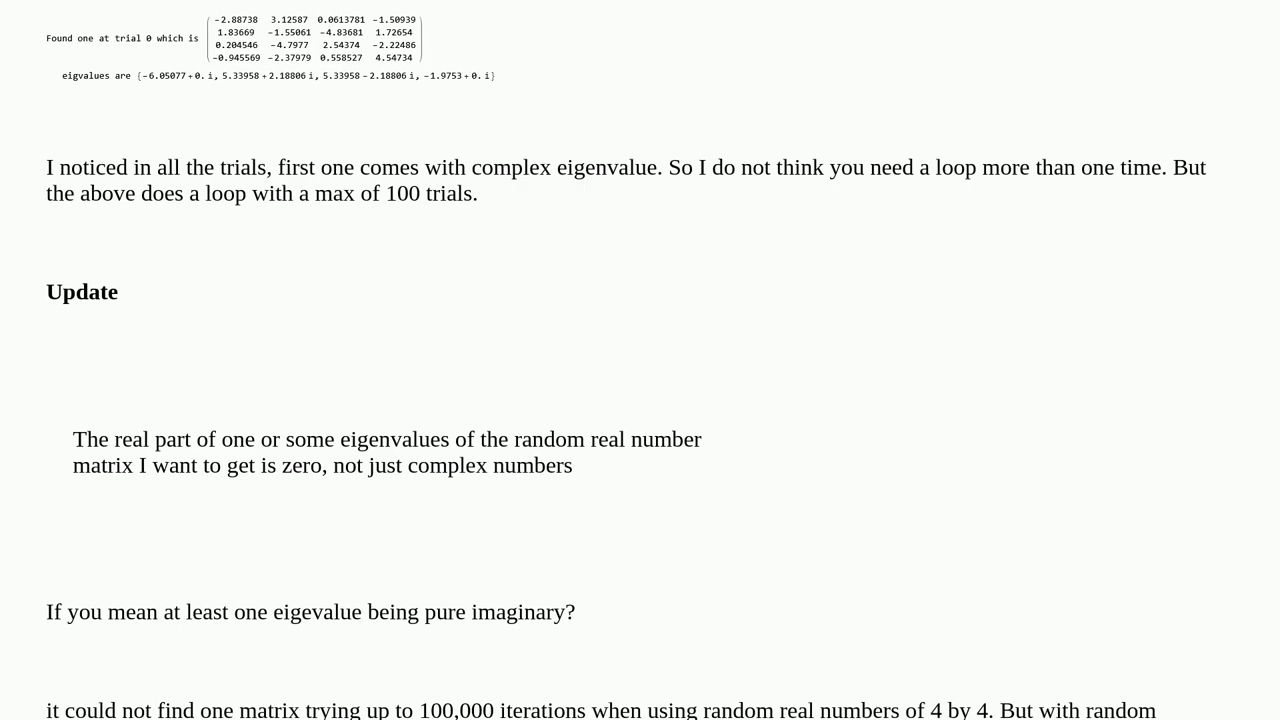 -2.88738 3.12587 0.0613781 -1.50939
1.83669 -1.55061 -4.83681 1.72654
Found one at trial 0 which is
0.204546 -4.7977 2.54374 -2.22486
-0.945569 -2.37979 0.558527 4.54734
eigvalues are {-6.05077+0. i, 5.33958+2.18806 i, 5.33958-2.18806 i, -1.9753+0. i}
I noticed in all the trials, first one comes with complex eigenvalue. So I do not think you need a loop more than one time. But
the above does a loop with a max of 100 trials.
Update
The real part of one or some eigenvalues of the random real number
matrix I want to get is zero, not just complex numbers
If you mean at least one eigevalue being pure imaginary?
it could not find one matrix trying up to 100,000 iterations when using random real numbers of 4 by 4. But with random